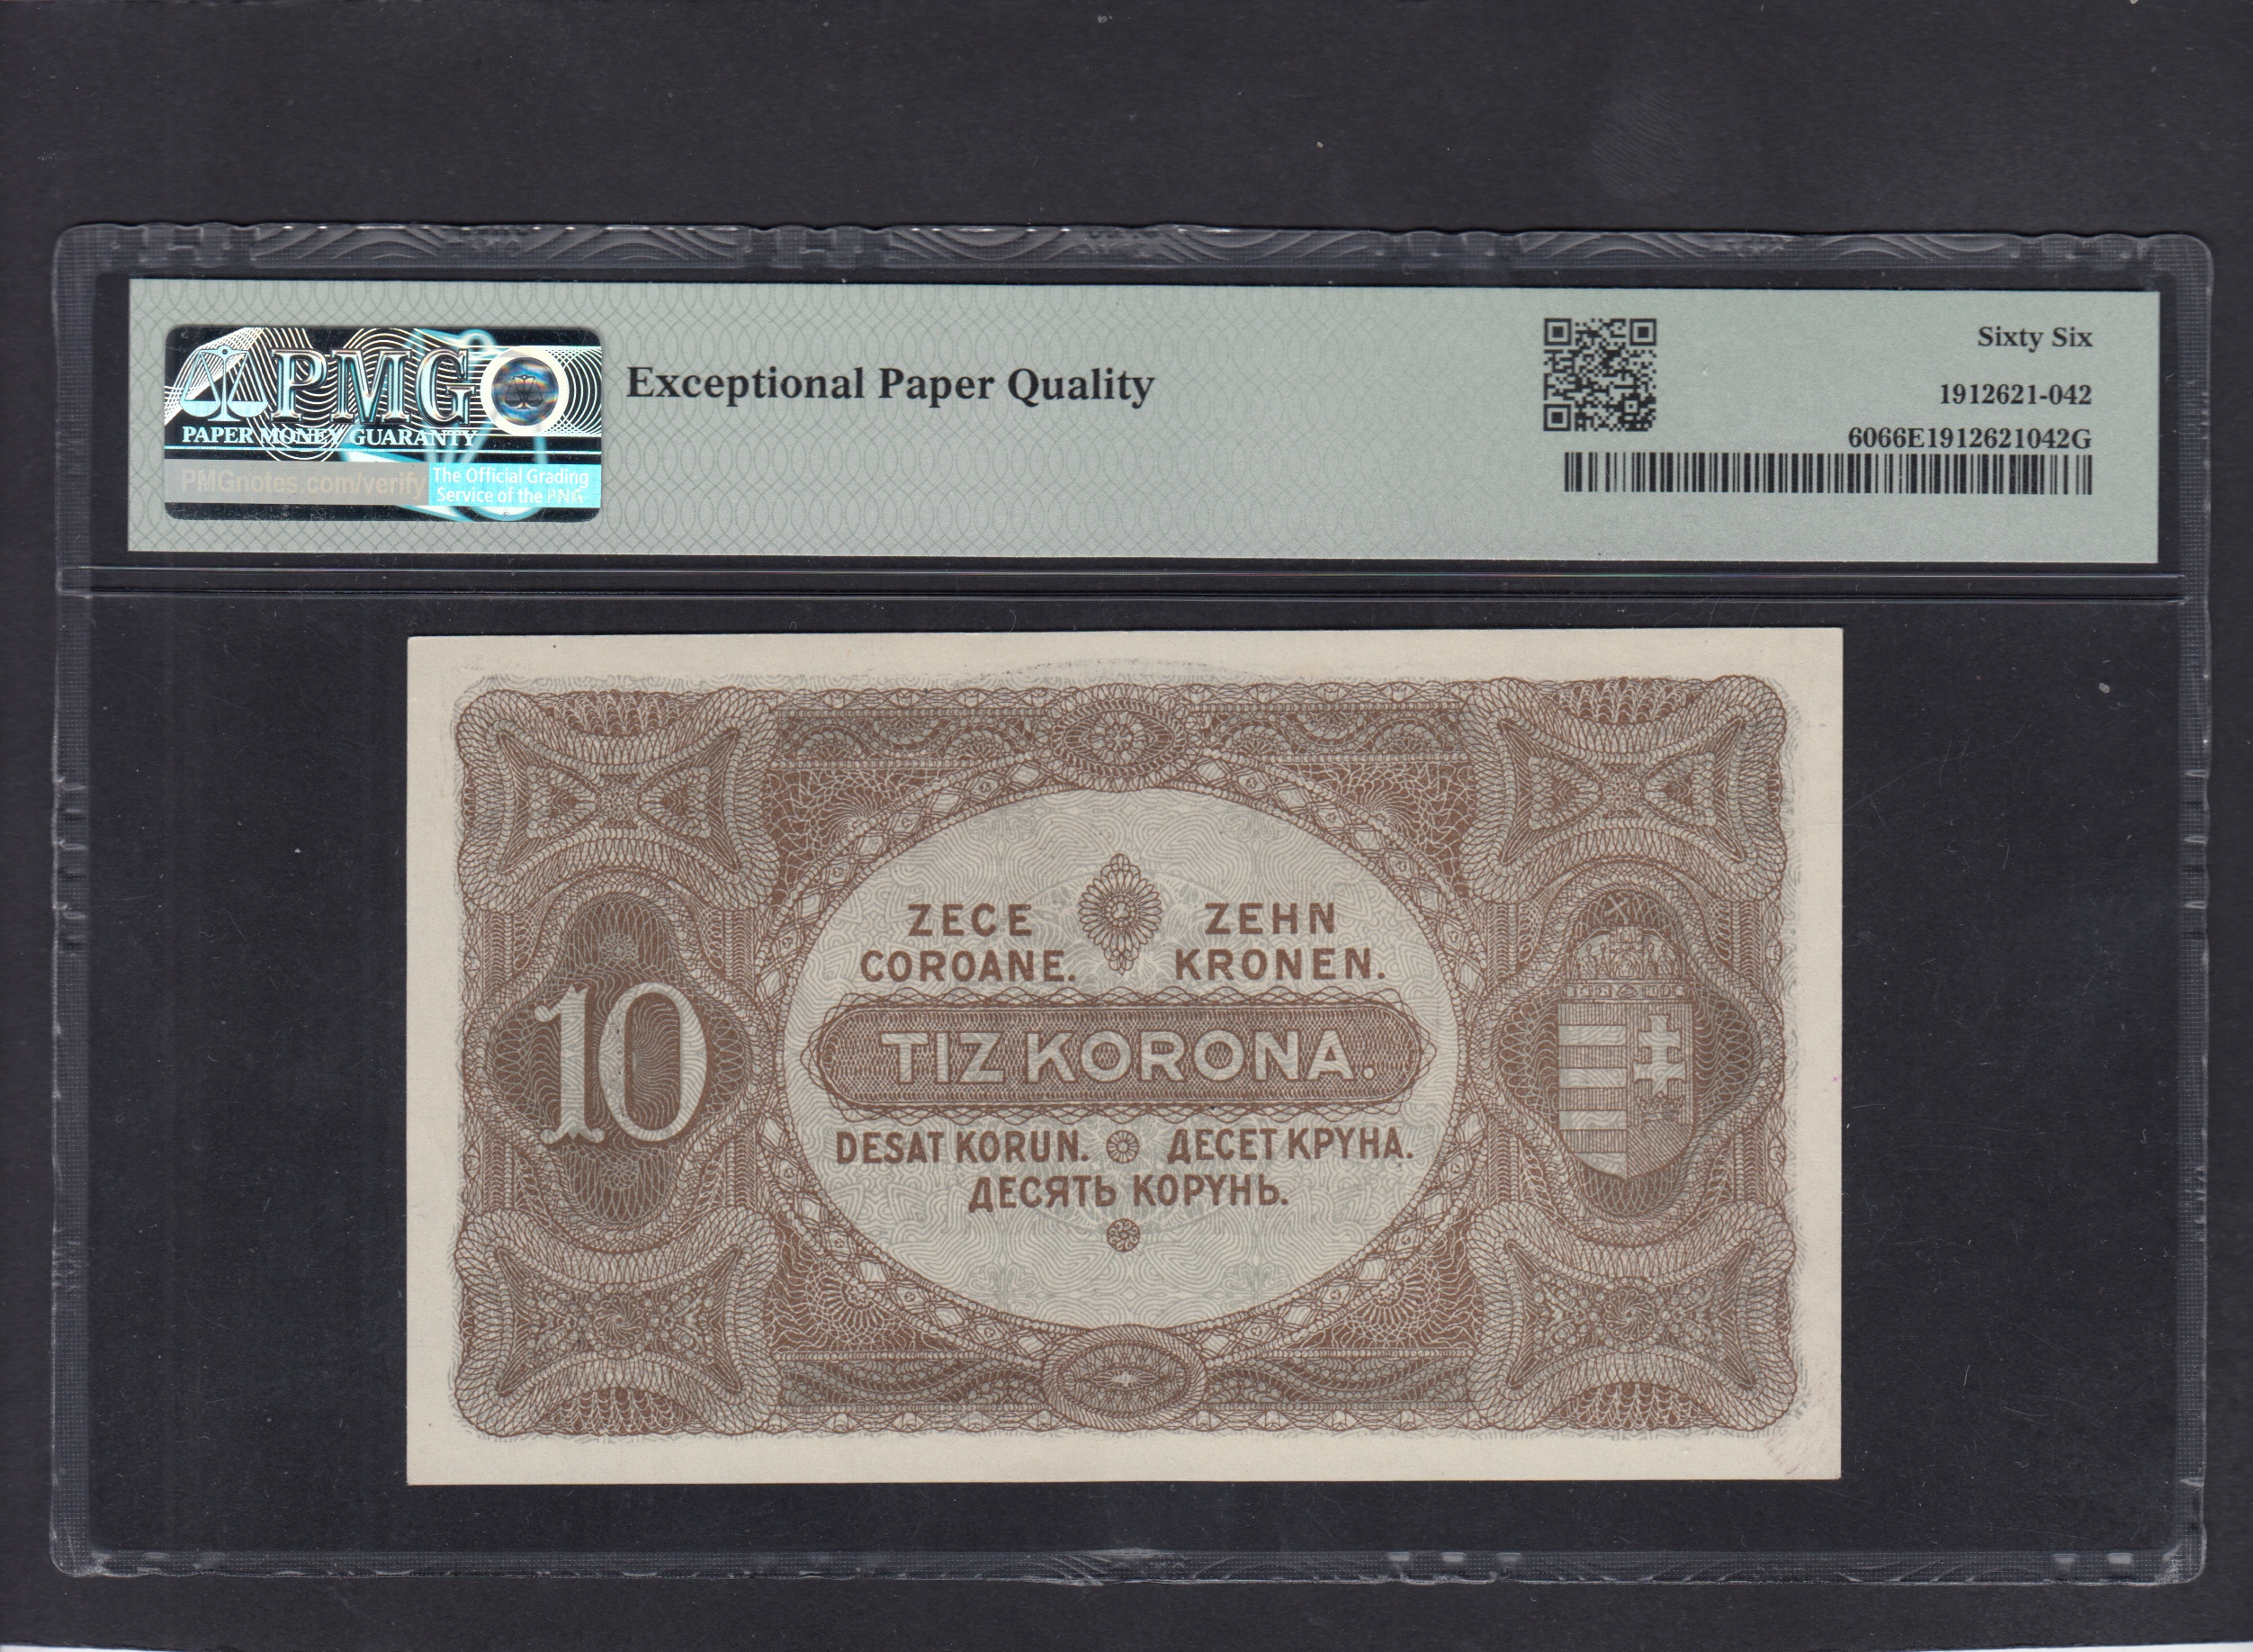 PMG
PAPER MONEY GUARANTY
PMGnotes.com/verify
The Official Grading
Service of the PNG
Exceptional Paper Quality
Sixty Six
1912621-042
6066E1912621042G
ZECE
COROANE.
ZEHN
KRONEN.
10
TIZ KORONA.
DESAT KORUN.
ДЕСЕТ КРУНА.
ДЕСЯТЬ КОРУНЬ.